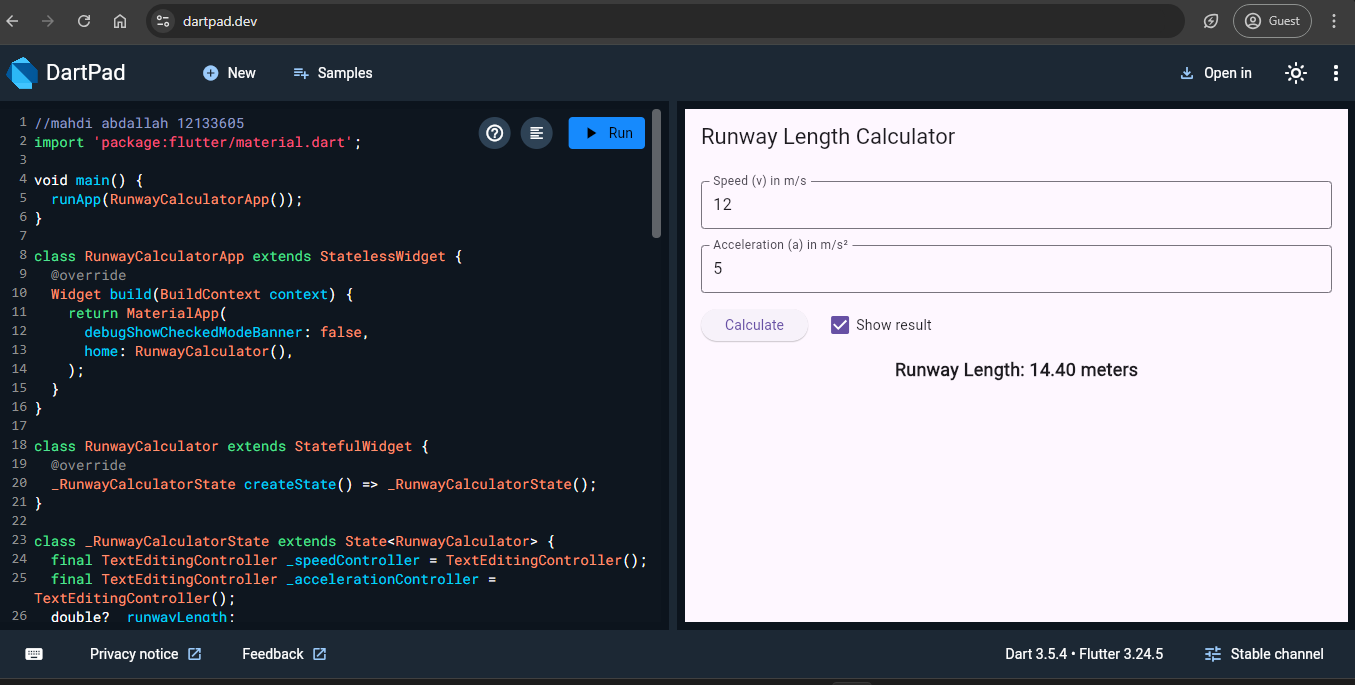 dartpad.dev
Guest
DartPad
New
Samples
Open in
1 //mahdi abdallah 12133605
2 import 'package:flutter/material.dart';
3
4 void main() {
5 runApp(RunwayCalculatorApp());
6 }
7
8 class RunwayCalculatorApp extends StatelessWidget {
9 @override
10 Widget build(BuildContext context) {
11 return MaterialApp(
12 debugShowCheckedModeBanner: false,
13 home: RunwayCalculator(),
14 );
15 }
16 }
17
18 class RunwayCalculator extends StatefulWidget {
19 @override
20 _RunwayCalculatorState createState() => _RunwayCalculatorState();
21 }
22
23 class _RunwayCalculatorState extends State<RunwayCalculator> {
24 final TextEditingController _speedController = TextEditingController();
25 final TextEditingController _accelerationController =
TextEditingController();
26 double? _runwayLength;
Run
Runway Length Calculator
Speed (v) in m/s
12
Acceleration (a) in m/s²
5
Calculate
Show result
Runway Length: 14.40 meters
Privacy notice
Feedback
Dart 3.5.4 • Flutter 3.24.5
Stable channel